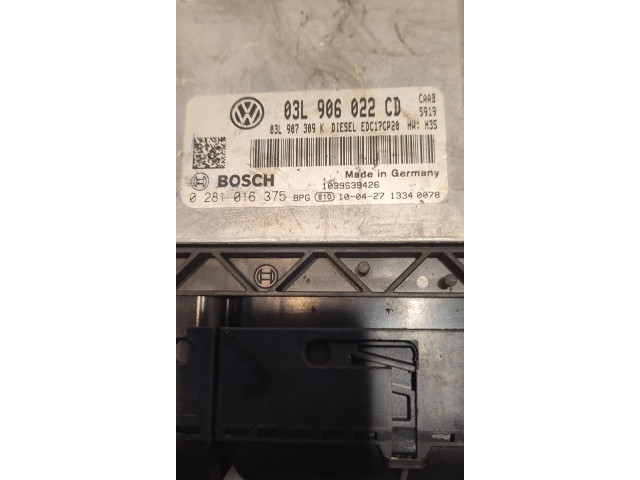 03L 906 022 CD CAAB
5919
03L 907 309 K DIESEL EDC17CP20 HW: H35
Made in Germany
BOSCH 1099S39426
0 281 016 375 BPG 810 10-04-27 1334 0078